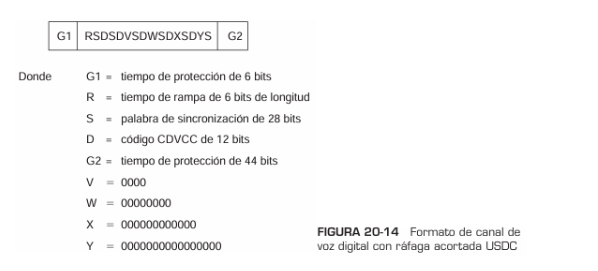 G1 RSDSDVSDWSDXSDYS G2
Donde G1 = tiempo de protección de 6 bits
R = tiempo de rampa de 6 bits de longitud
S = palabra de sincronización de 28 bits
D = código CDVCC de 12 bits
G2 = tiempo de protección de 44 bits
V = 0000
W = 00000000
X = 000000000000
Y = 0000000000000000
FIGURA 20-14 Formato de canal de
voz digital con ráfaga acortada USDC